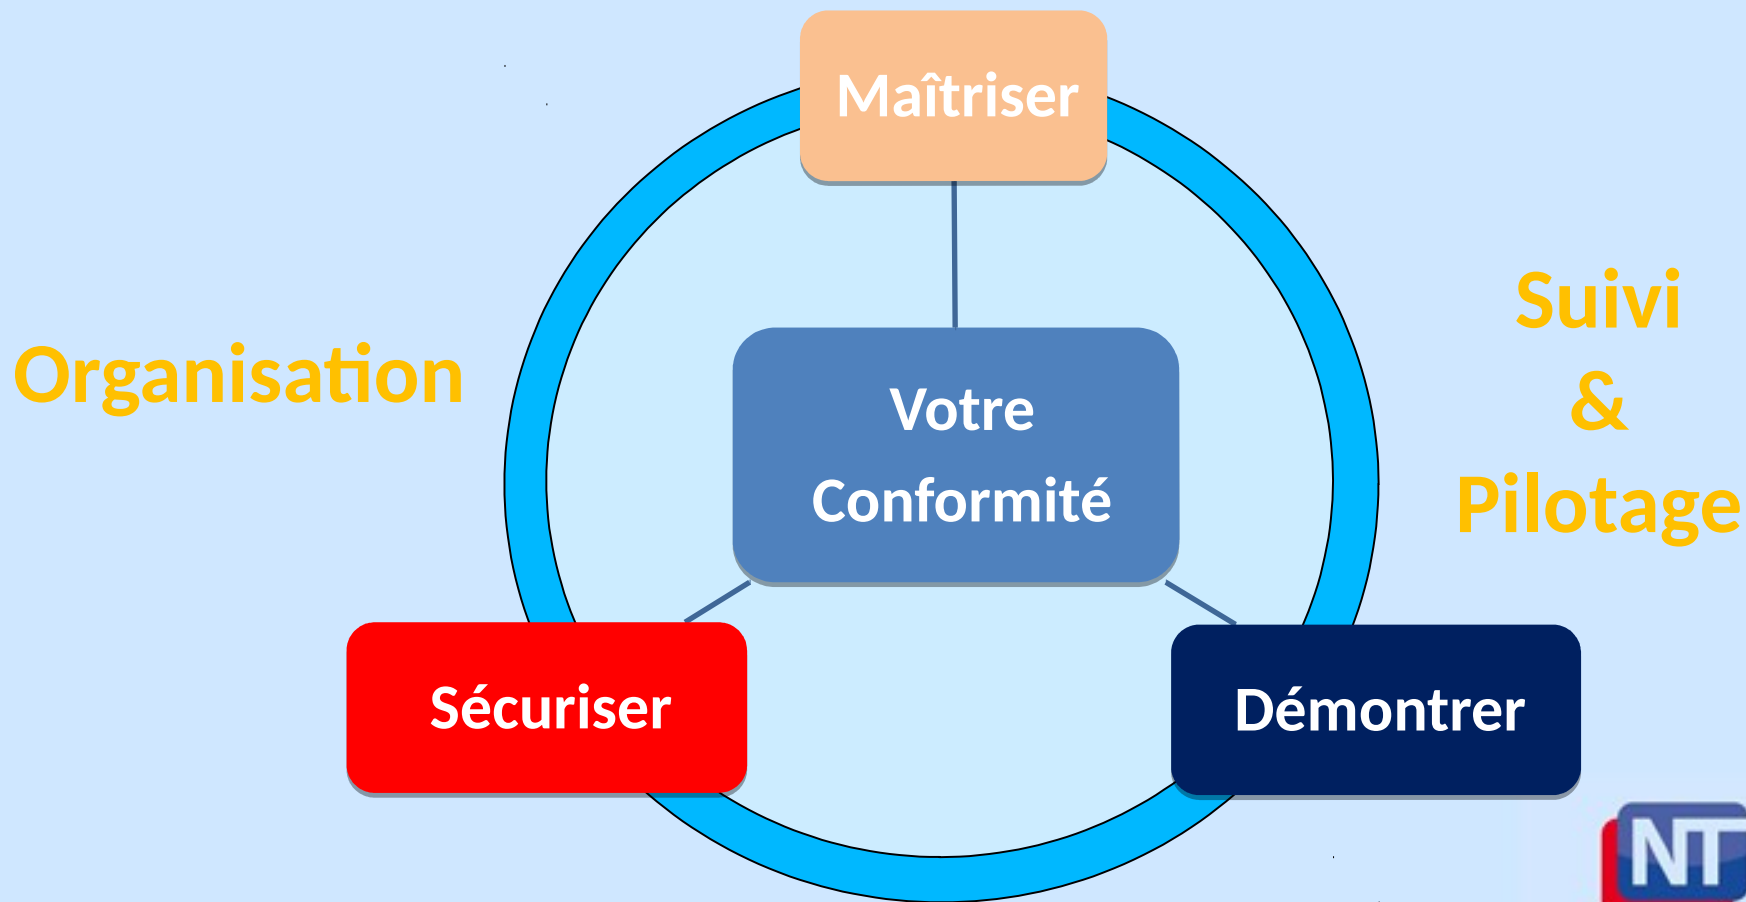 Maîtriser
Organisation
Suivi
&
Pilotage
Votre
Conformité
Sécuriser
Démontrer
NT